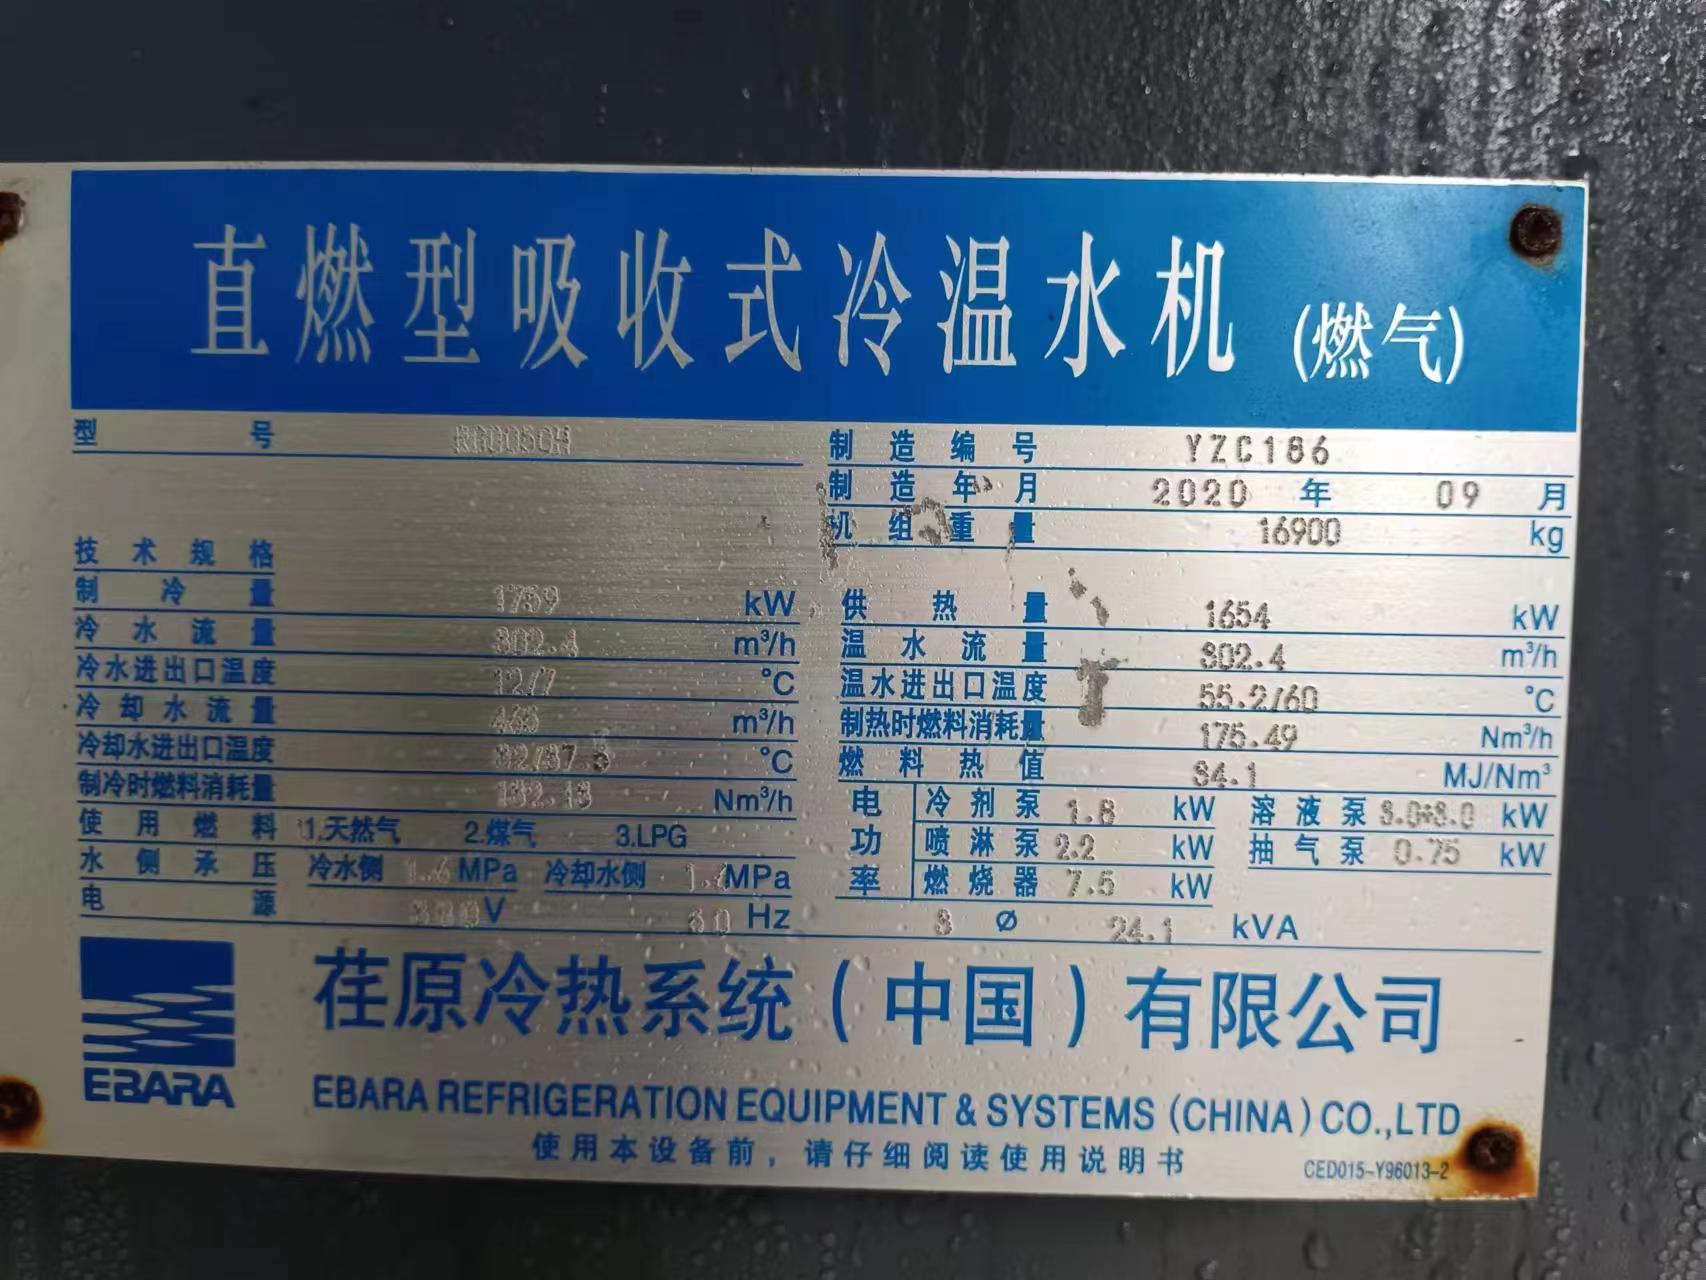 直燃型吸收式冷温水机 (燃气)
型号
制造编号 YZC186
制造年月 2020 年 09 月
机组重量 16900 kg
技术规格
制冷量 1759 kW
供热量 1654 kW
冷水流量 302.4 m³/h
温水流量 302.4 m³/h
冷水进出口温度 12/7 °C
温水进出口温度 55.2/60 °C
冷却水流量 m³/h
制热时燃料消耗量 175.49 Nm³/h
冷却水进出口温度 °C
燃料热值 34.1 MJ/Nm³
制冷时燃料消耗量 Nm³/h
电功率
冷剂泵 1.8 kW 溶液泵 3.0+3.0 kW
使用燃料 1.天然气 2.煤气 3.LPG
喷淋泵 2.2 kW 抽气泵 0.75 kW
水侧承压 冷水侧 MPa 冷却水侧 MPa
燃烧器 7.5 kW
电源 V Hz 3 Ø 24.1 kVA
EBARA
荏原冷热系统(中国)有限公司
EBARA REFRIGERATION EQUIPMENT & SYSTEMS (CHINA) CO.,LTD
使用本设备前，请仔细阅读使用说明书
CED015-Y96013-2